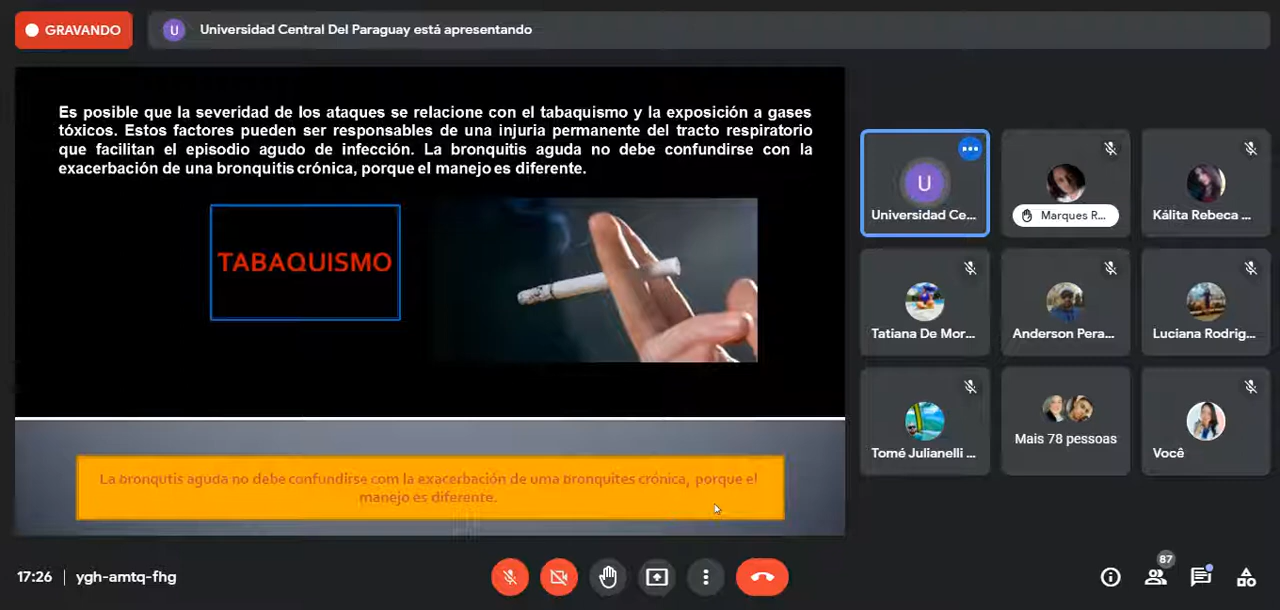 GRAVANDO
U
Universidad Central Del Paraguay está apresentando
Es posible que la severidad de los ataques se relacione con el tabaquismo y la exposición a gases
tóxicos. Estos factores pueden ser responsables de una injuria permanente del tracto respiratorio
que facilitan el episodio agudo de infección. La bronquitis aguda no debe confundirse con la
exacerbación de una bronquitis crónica, porque el manejo es diferente.
TABAQUISMO
La bronqutis aguda no debe confundirse com la exacerbación de uma bronquites crónica, porque el
manejo es diferente.
U
Universidad Ce...
Marques R...
Kálita Rebeca ...
Tatiana De Mor...
Anderson Pera...
Luciana Rodrig...
Tomé Julianelli ...
Mais 78 pessoas
Você
17:26 | ygh-amtq-fhg
87